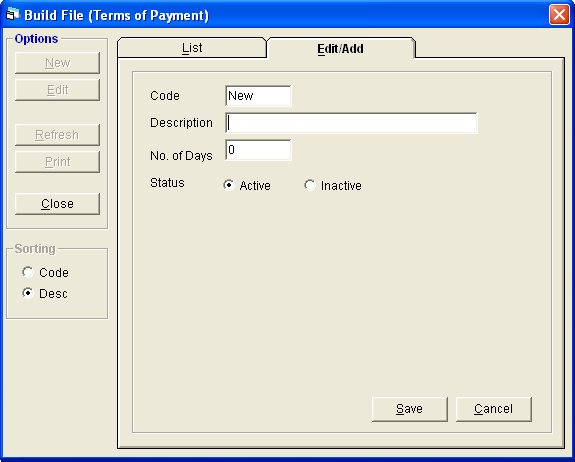 Build File (Terms of Payment)
Options
New
Edit
Refresh
Print
Close
Sorting
Code
Desc
List
Edit/Add
Code New
Description
No. of Days 0
Status Active Inactive
Save Cancel